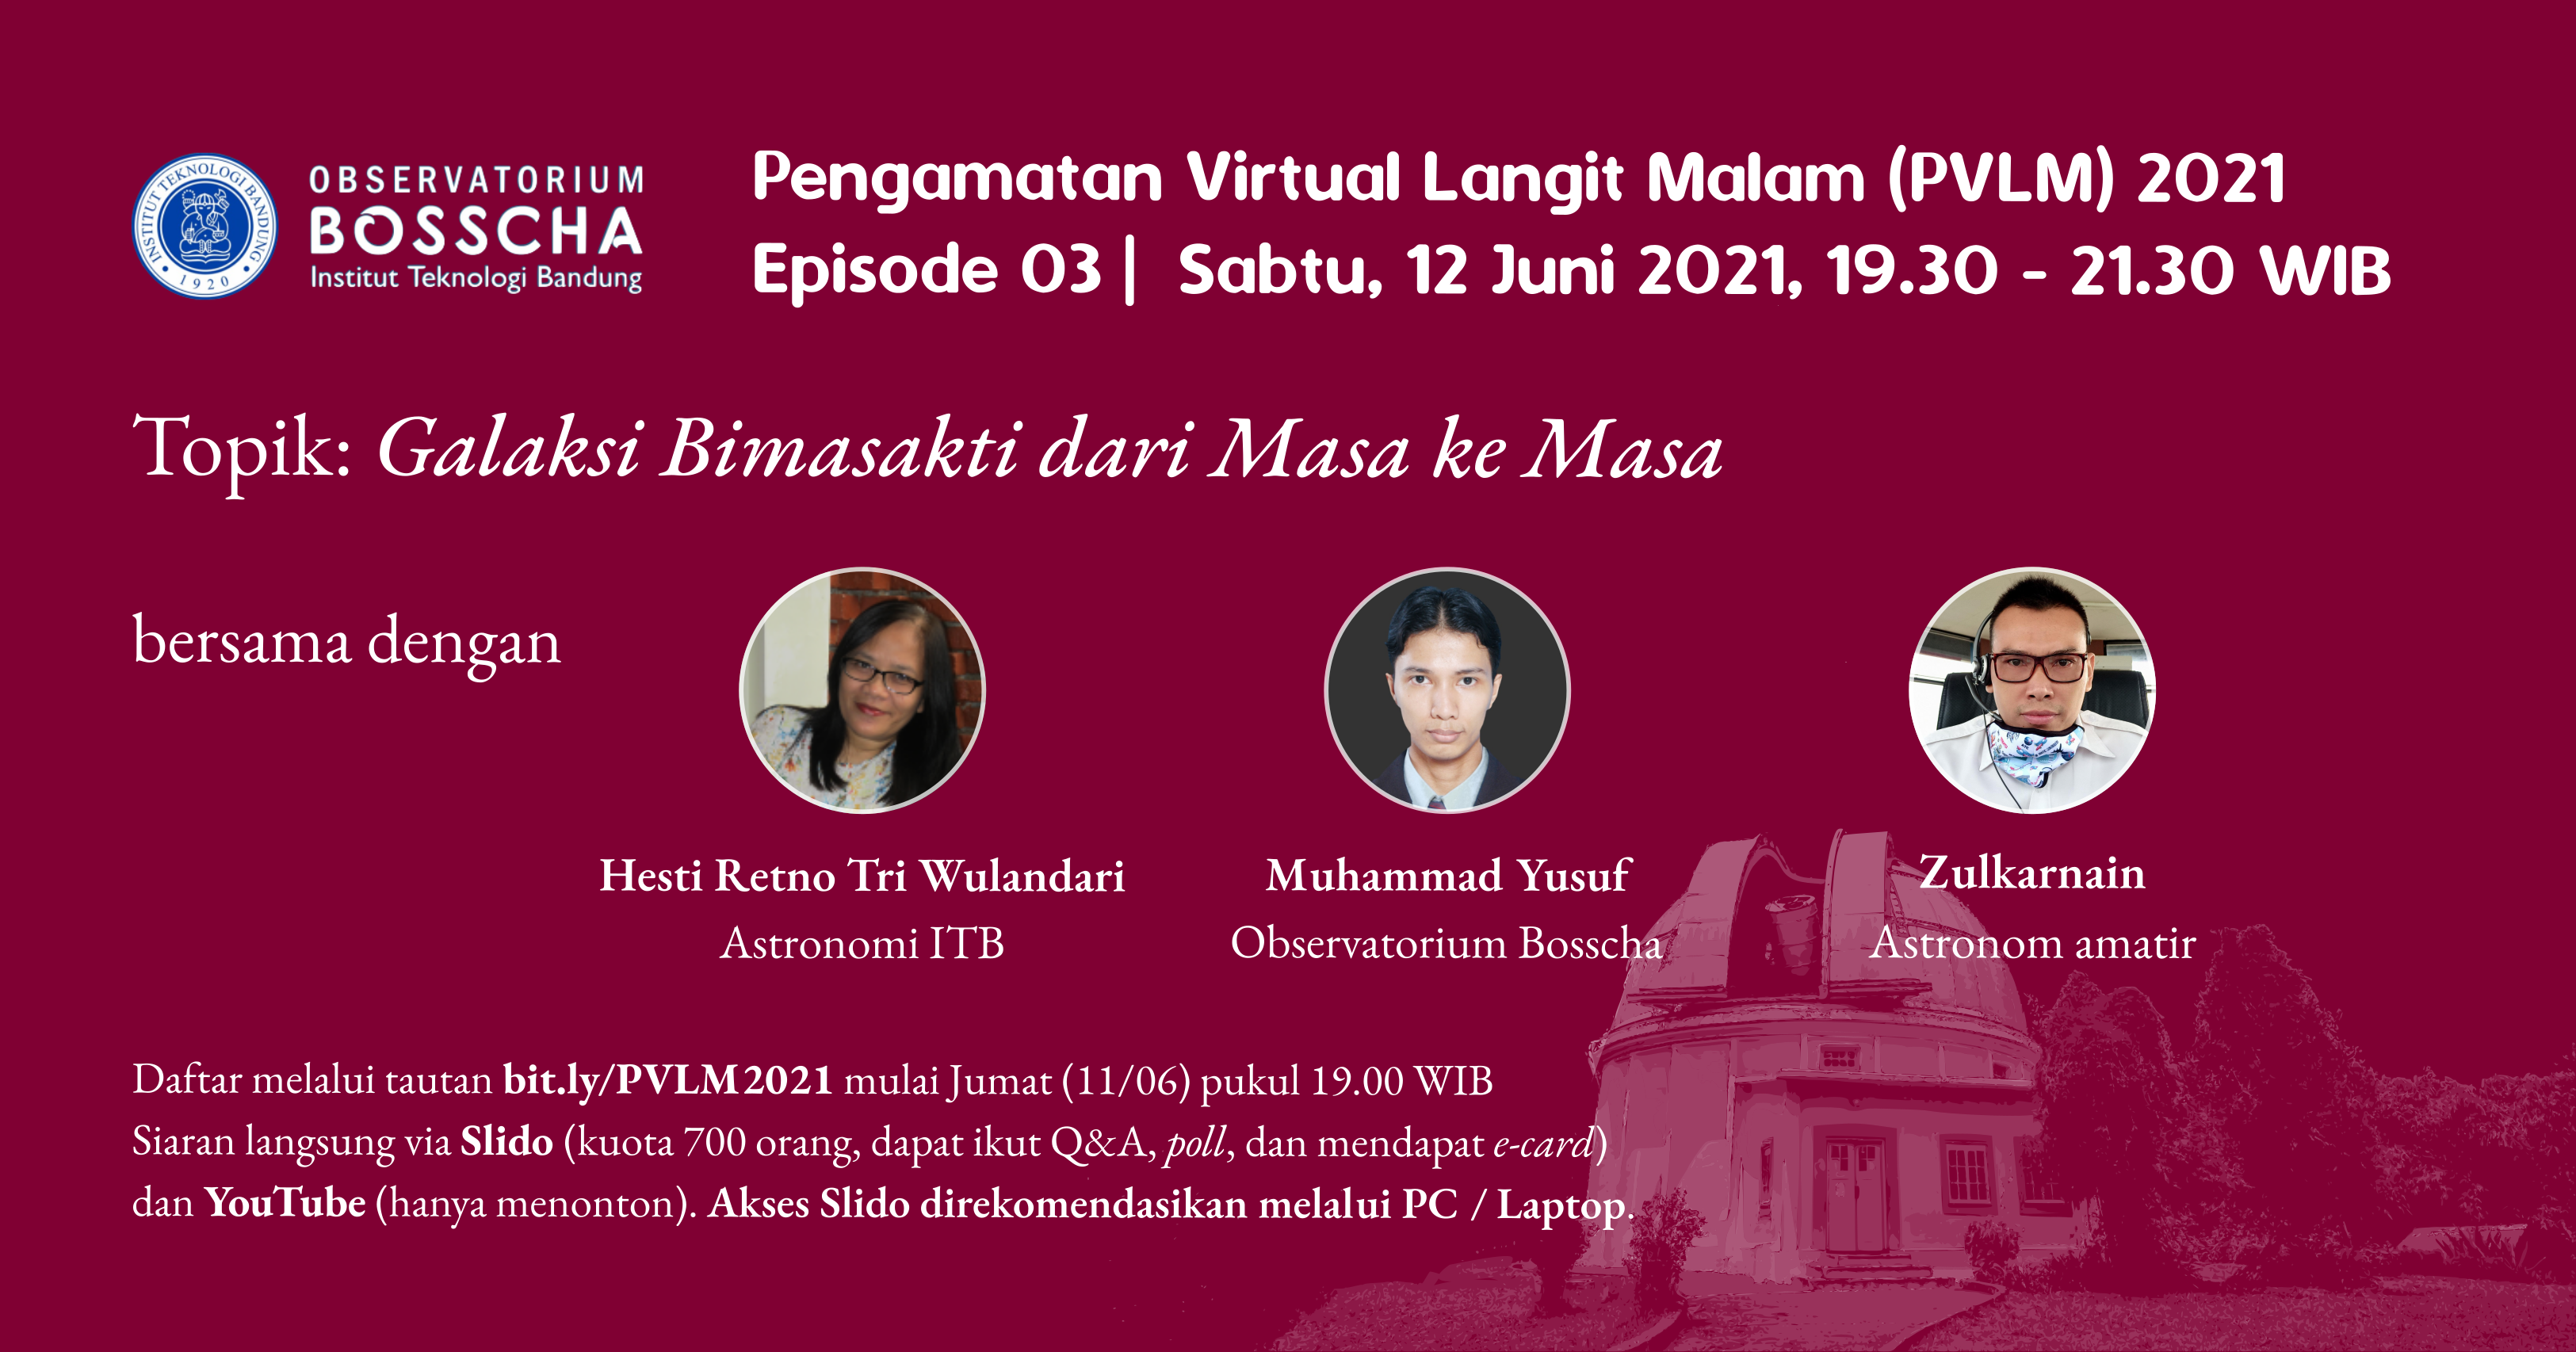 INSTITUT TEKNOLOGI BANDUNG
1920
OBSERVATORIUM
BOSSCHA
Institut Teknologi Bandung
Pengamatan Virtual Langit Malam (PVLM) 2021
Episode 03 | Sabtu, 12 Juni 2021, 19.30 - 21.30 WIB
Topik: Galaksi Bimasakti dari Masa ke Masa
bersama dengan
Hesti Retno Tri Wulandari
Astronomi ITB
Muhammad Yusuf
Observatorium Bosscha
Zulkarnain
Astronom amatir
Daftar melalui tautan bit.ly/PVLM2021 mulai Jumat (11/06) pukul 19.00 WIB
Siaran langsung via Slido (kuota 700 orang, dapat ikut Q&A, poll, dan mendapat e-card)
dan YouTube (hanya menonton). Akses Slido direkomendasikan melalui PC / Laptop.